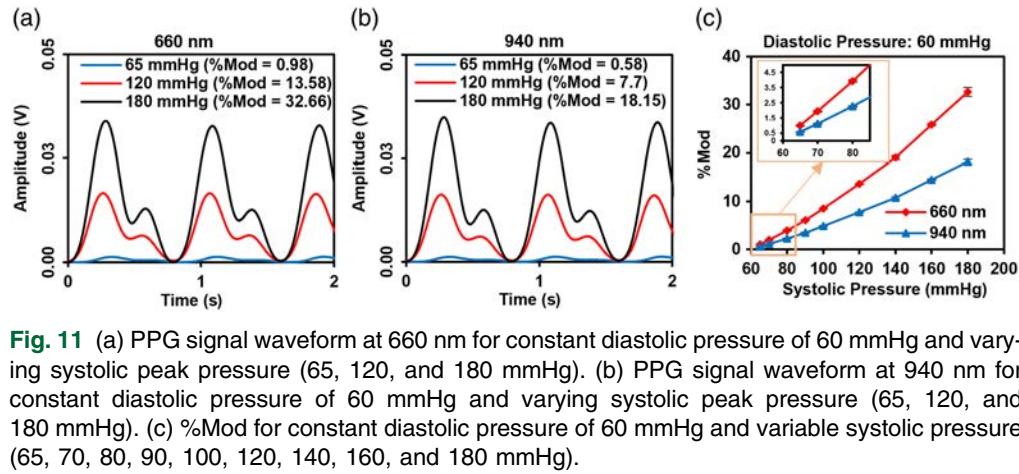 (a)
660 nm
0.05
65 mmHg (%Mod = 0.98)
120 mmHg (%Mod = 13.58)
180 mmHg (%Mod = 32.66)
Amplitude (V)
0.03
0.00
0
1
2
Time (s)
(b)
940 nm
0.05
65 mmHg (%Mod = 0.58)
120 mmHg (%Mod = 7.7)
180 mmHg (%Mod = 18.15)
Amplitude (V)
0.03
0.00
0
1
2
Time (s)
(c)
Diastolic Pressure: 60 mmHg
40
30
20
10
0
%Mod
4.5
3.5
2.5
1.5
0.5
60
70
80
660 nm
940 nm
60 80 100 120 140 160 180 200
Systolic Pressure (mmHg)
Fig. 11 (a) PPG signal waveform at 660 nm for constant diastolic pressure of 60 mmHg and vary-
ing systolic peak pressure (65, 120, and 180 mmHg). (b) PPG signal waveform at 940 nm for
constant diastolic pressure of 60 mmHg and varying systolic peak pressure (65, 120, and
180 mmHg). (c) %Mod for constant diastolic pressure of 60 mmHg and variable systolic pressure
(65, 70, 80, 90, 100, 120, 140, 160, and 180 mmHg).